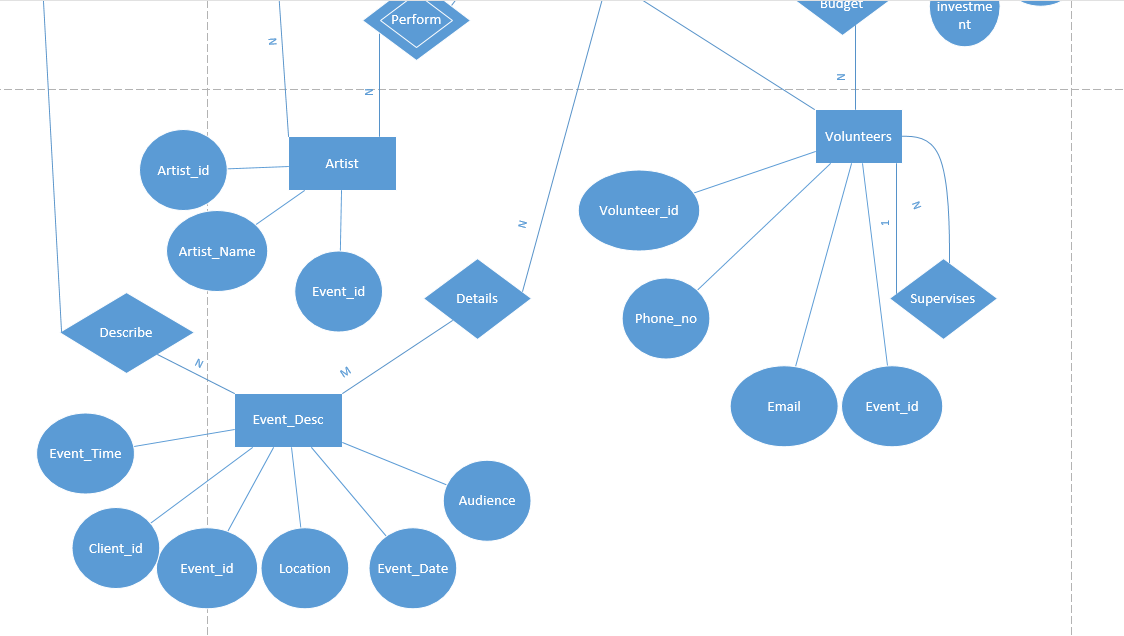 Perform
Budget
investme
nt
N
N
N
Artist
Volunteers
Artist_id
Volunteer_id
N
1
N
Artist_Name
Event_id
Details
Supervises
Phone_no
Describe
N
M
Event_Desc
Email
Event_id
Event_Time
Audience
Client_id
Event_id
Location
Event_Date